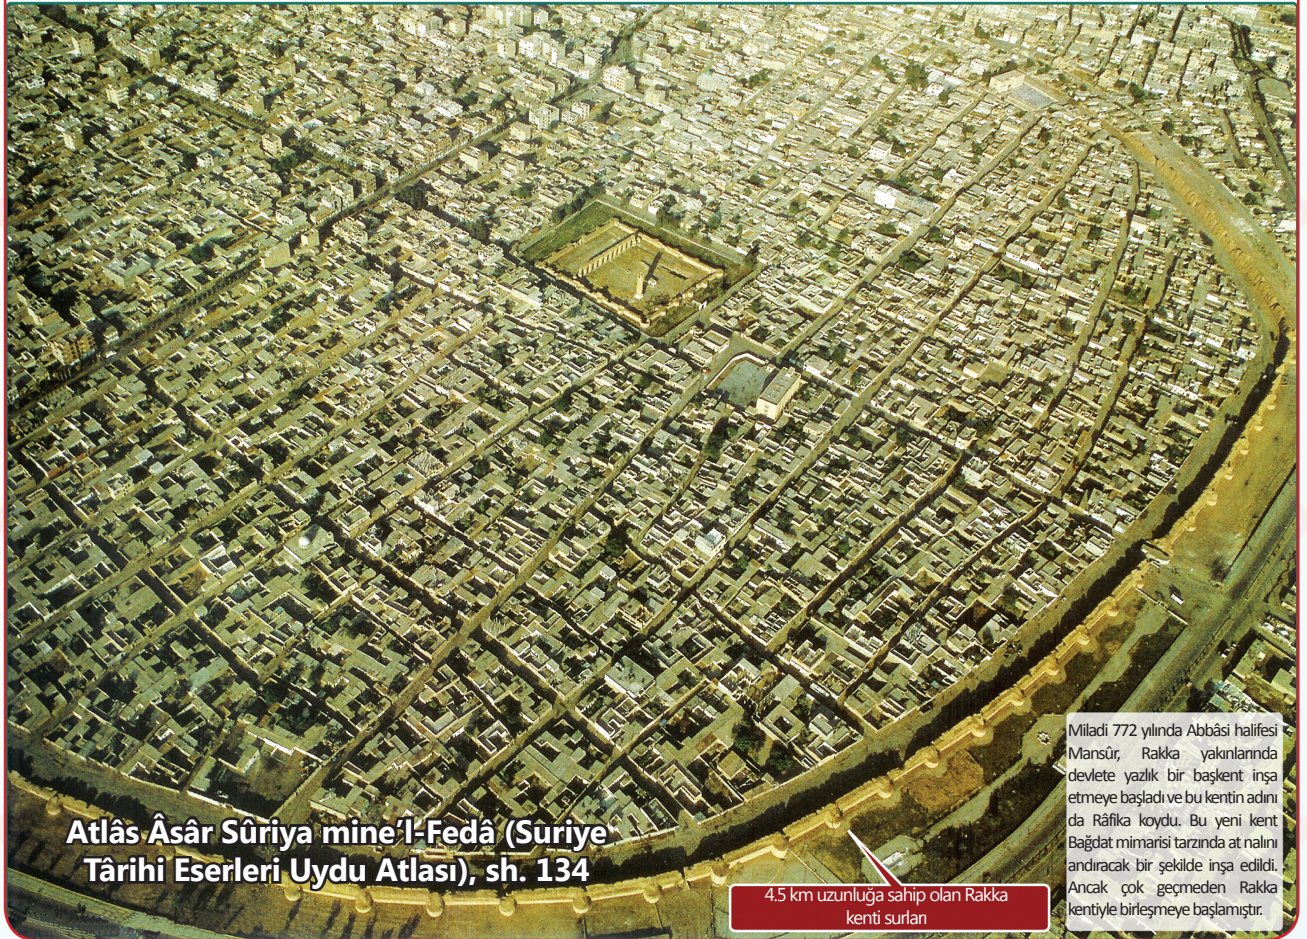 Atlâs Âsâr Sûriya mine’l-Fedâ (Suriye
Târihi Eserleri Uydu Atlası), sh. 134
4.5 km uzunluğa sahip olan Rakka
kenti surları
Miladi 772 yılında Abbâsi halifesi
Mansûr, Rakka yakınlarında
devlete yazlık bir başkent inşa
etmeye başladı ve bu kentin adını
da Râfika koydu. Bu yeni kent
Bağdat mimarisi tarzında at nalını
andıracak bir şekilde inşa edildi.
Ancak çok geçmeden Rakka
kentiyle birleşmeye başlamıştır.